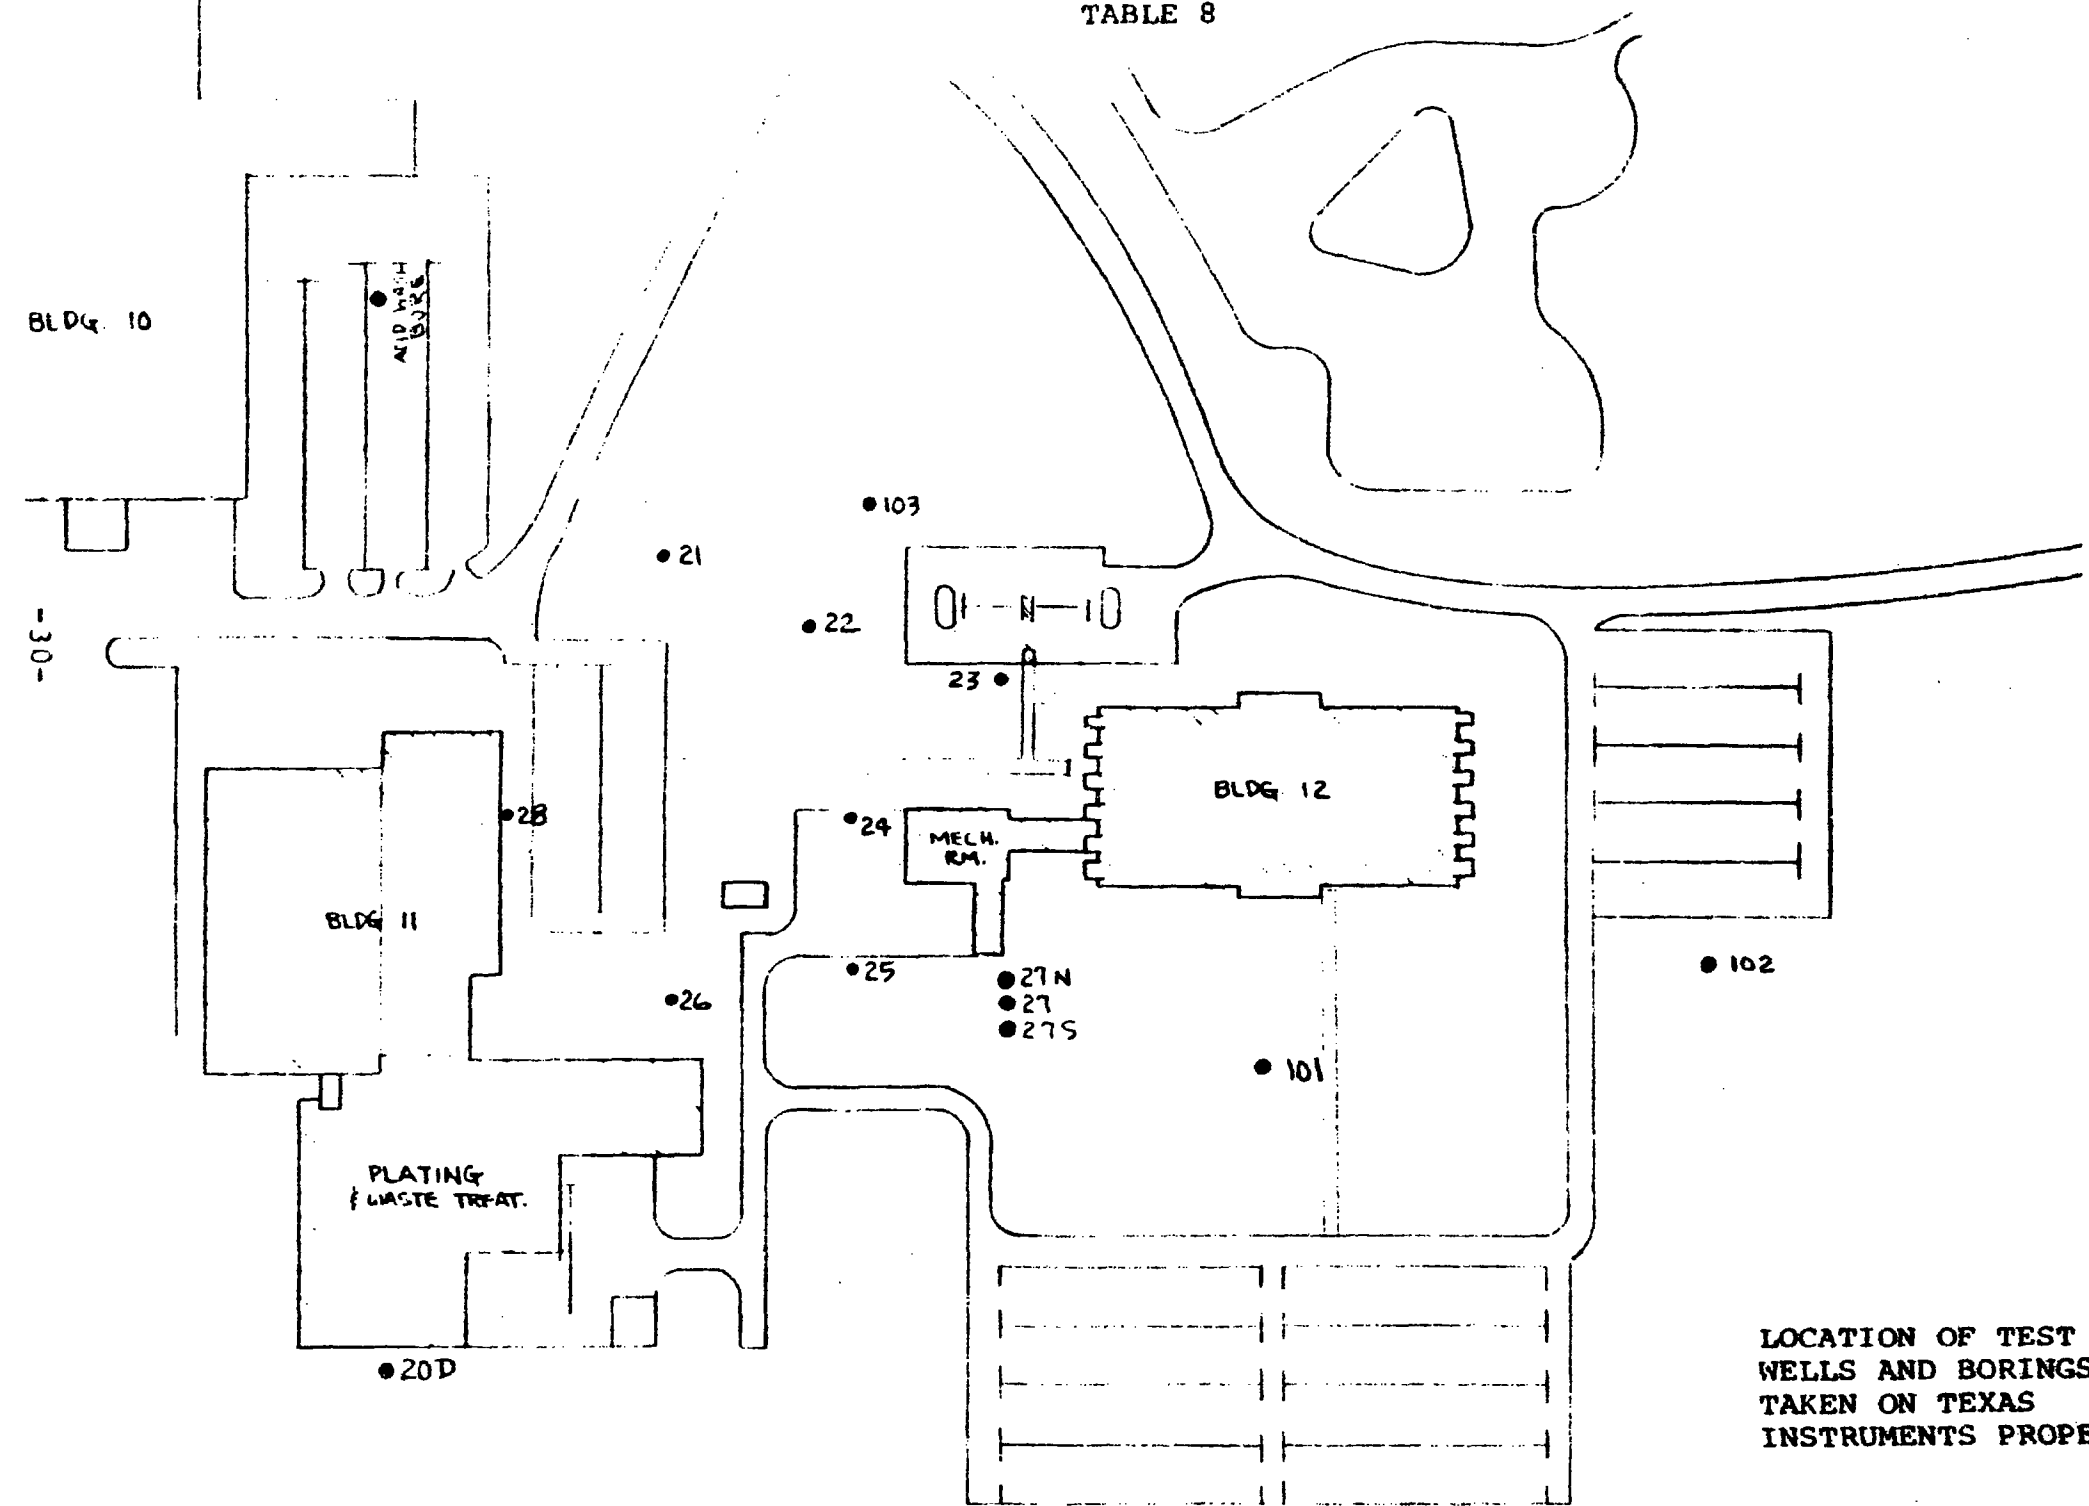 TABLE 8
BLDG. 10
ACID WASH
103
21
22
-30-
23
BLDG 12
28
24
MECH.
RM.
BLDG 11
25
26
27N
27
27S
102
101
PLATING
& WASTE TREAT.
20D
LOCATION OF TEST
WELLS AND BORINGS
TAKEN ON TEXAS
INSTRUMENTS PROPE